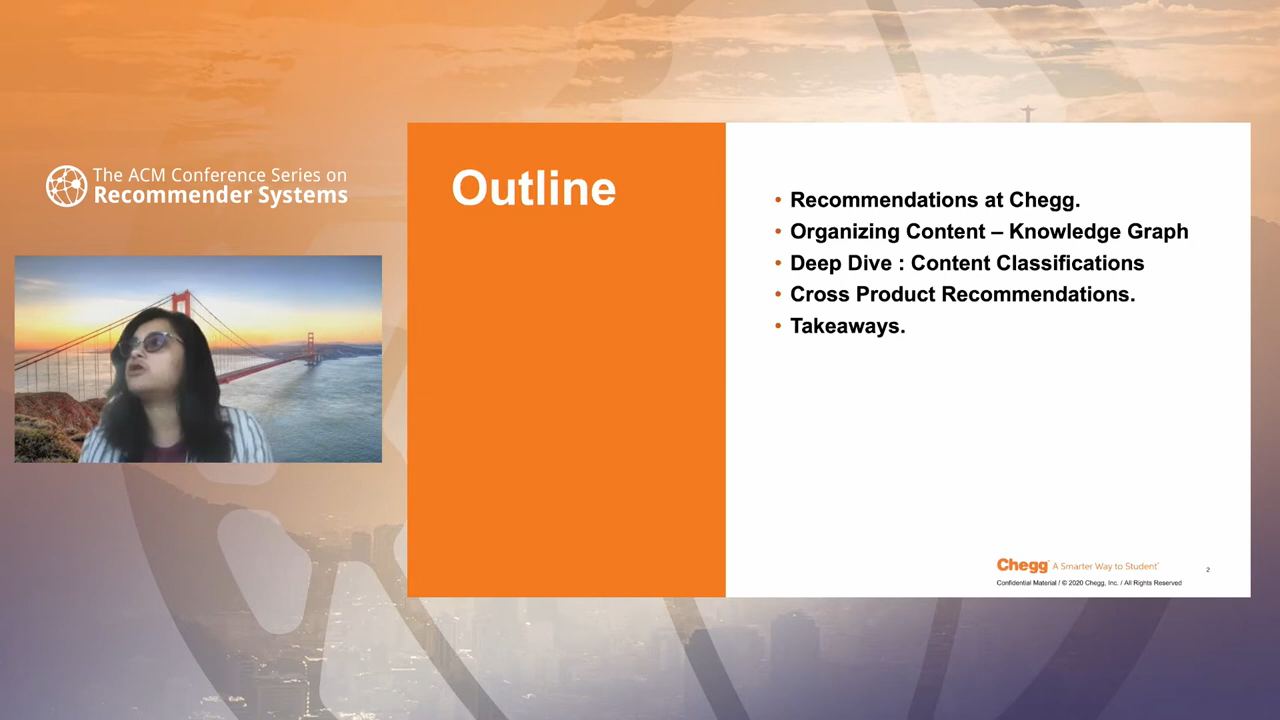 The ACM Conference Series on
Recommender Systems
Outline
• Recommendations at Chegg.
• Organizing Content – Knowledge Graph
• Deep Dive : Content Classifications
• Cross Product Recommendations.
• Takeaways.
Chegg A Smarter Way to Student
Confidential Material / © 2020 Chegg, Inc. / All Rights Reserved
2